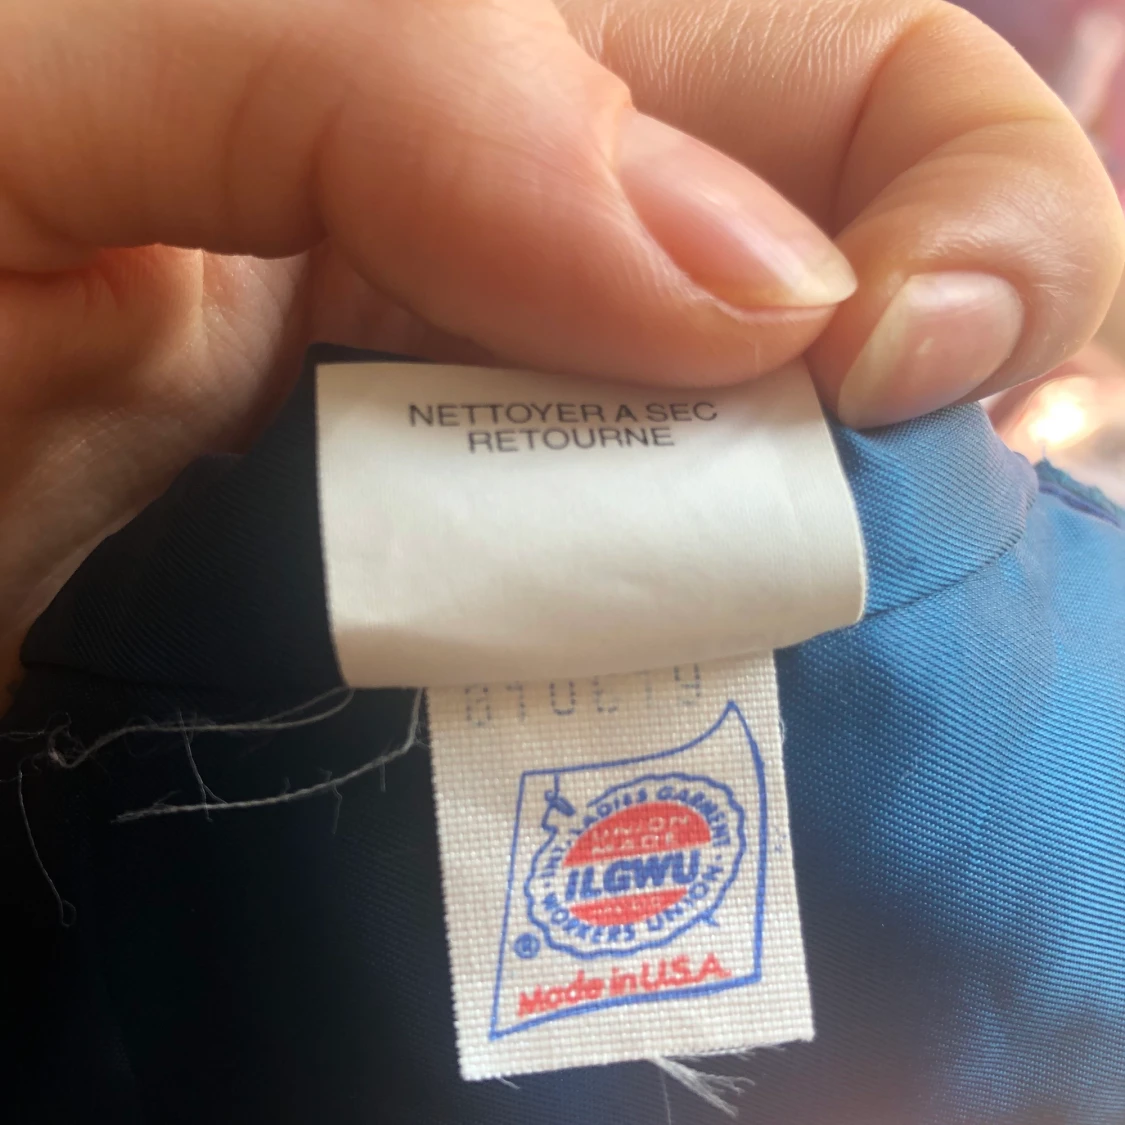 NETTOYER A SEC
RETOURNE
INT. LADIES GARMENT
UNION
MADE
ILGWU
WORKERS UNION
®
Made in U.S.A.